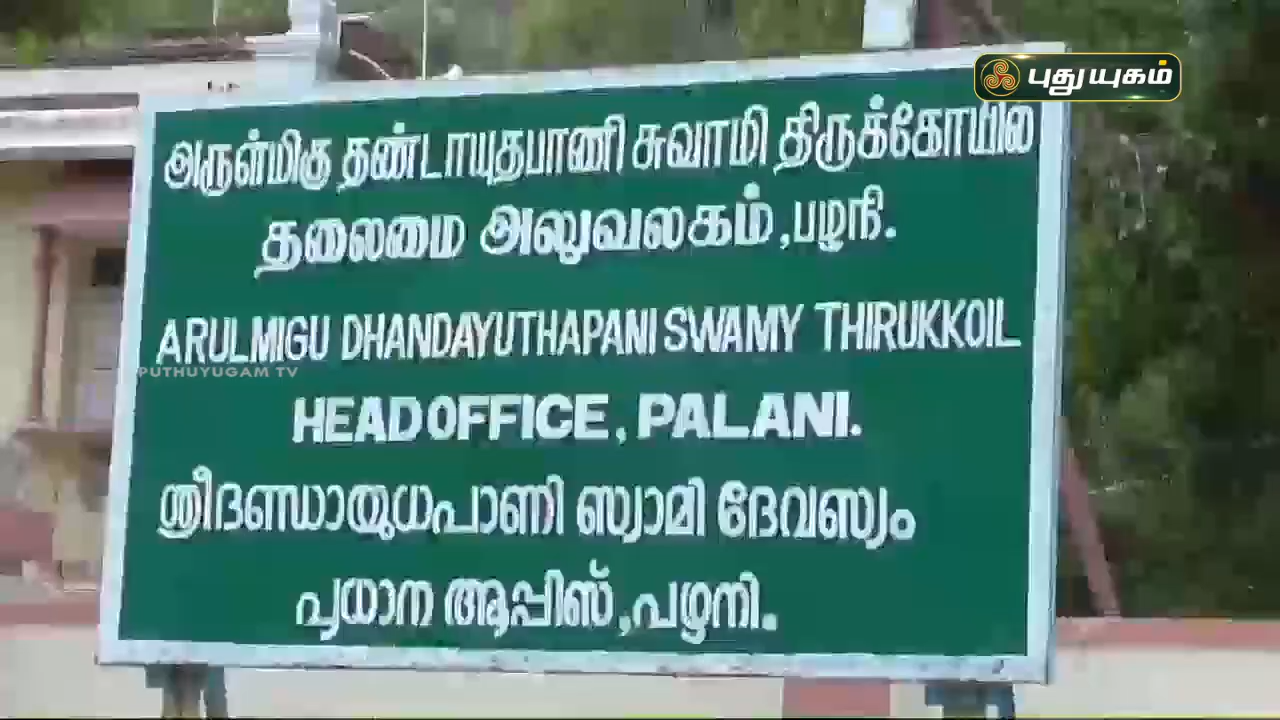 புதுயுகம்
அருள்மிகு தண்டாயுதபாணி சுவாமி திருக்கோயில்
தலைமை அலுவலகம்,பழநி.
ARULMIGU DHANDAYUTHAPANI SWAMY THIRUKKOIL
PUTHUYUGAM TV
HEAD OFFICE, PALANI.
ശ്രീദണ്ഡായുധപാണി സ്വാമി ദേവസ്വം
പ്രധാന ആപ്പിസ്,പഴനി.